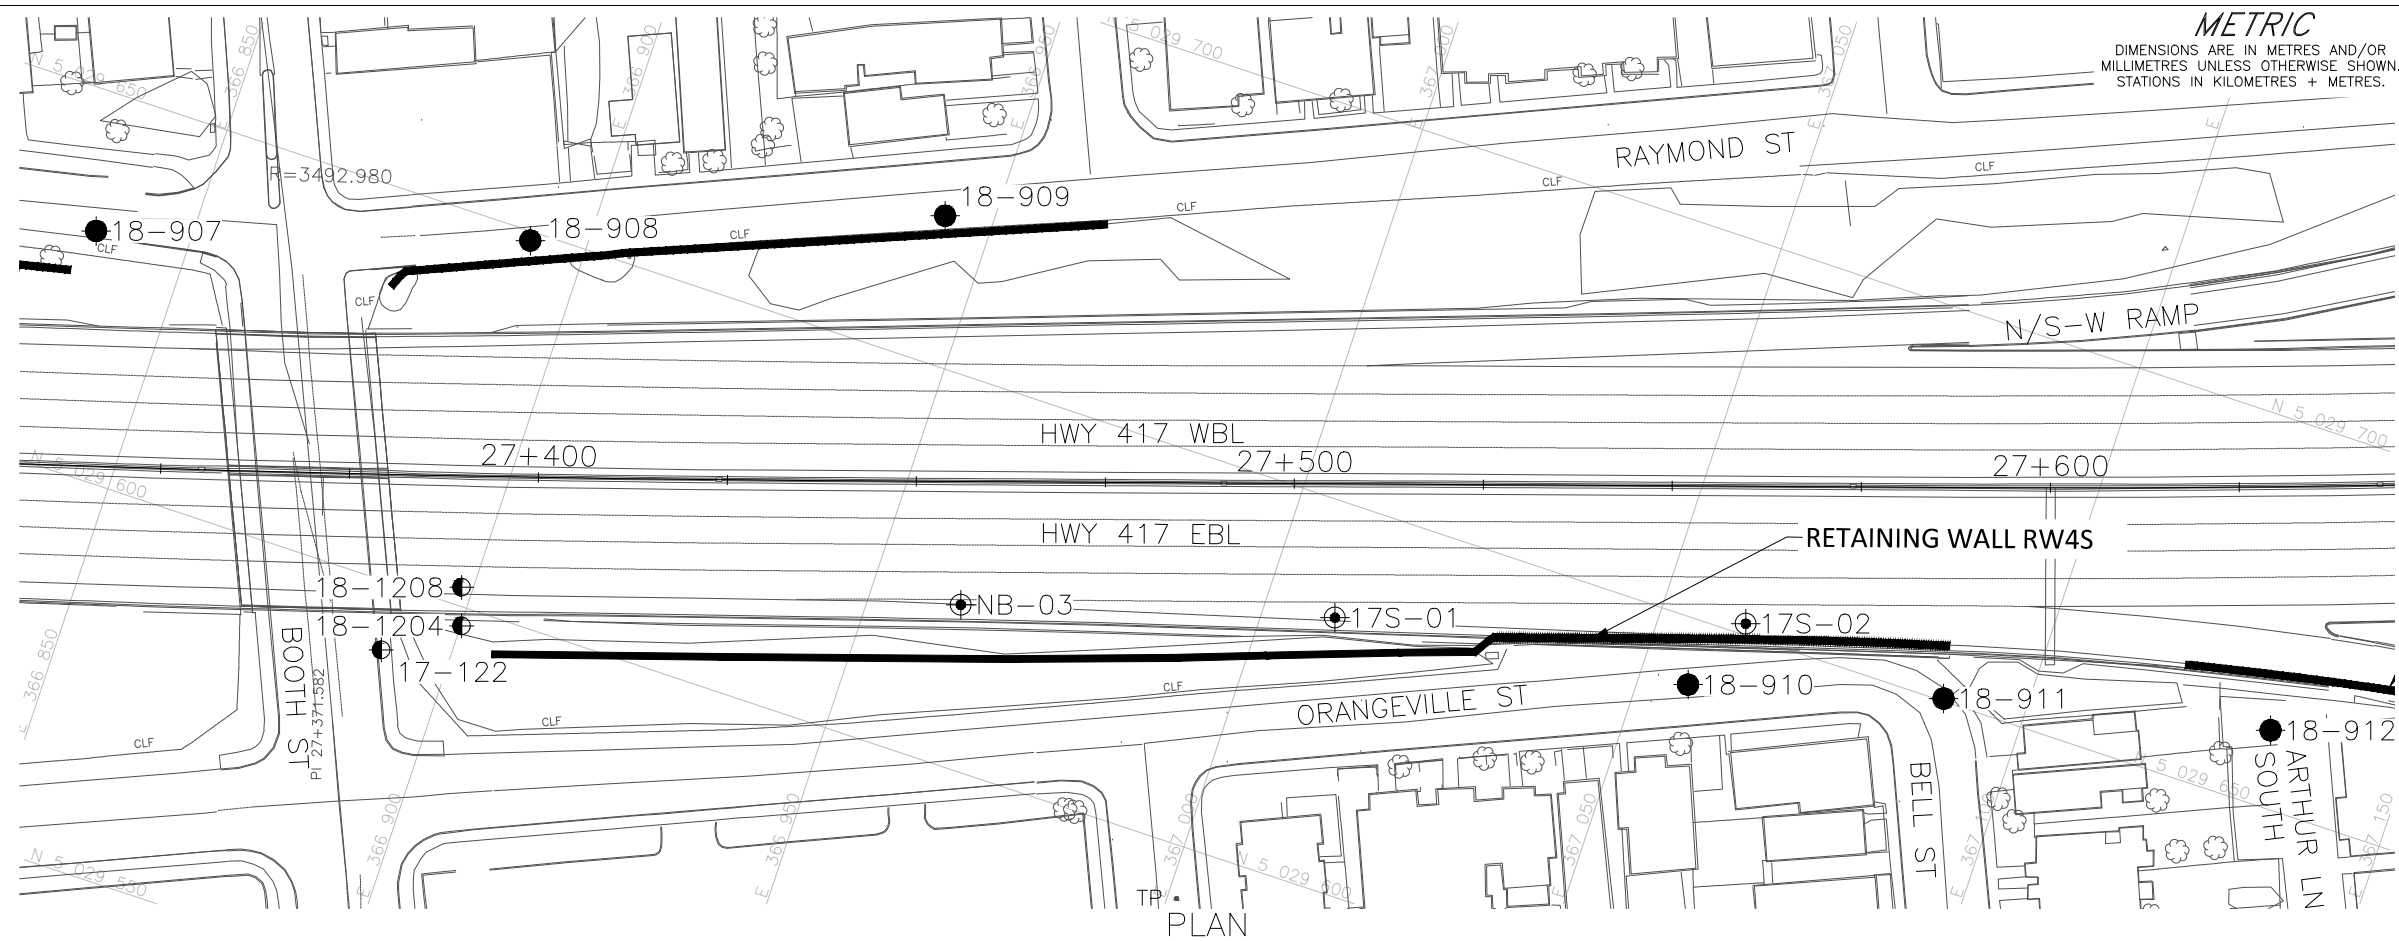 METRIC
DIMENSIONS ARE IN METRES AND/OR
MILLIMETRES UNLESS OTHERWISE SHOWN.
STATIONS IN KILOMETRES + METRES.
N 5 029 650
E 366 850
E 366 900
E 366 950
N 5 029 700
E 367 000
E 367 050
E
RAYMOND ST
R=3492.980
18-907
18-908
18-909
CLF
CLF
CLF
CLF
CLF
CLF
N/S-W RAMP
N 5 029 700
HWY 417 WBL
27+400
27+500
27+600
N 5 029 600
HWY 417 EBL
RETAINING WALL RW4S
18-1208
NB-03
17S-01
17S-02
18-1204
17-122
BOOTH ST
PI 27+371.582
E 366 850
CLF
CLF
CLF
ORANGEVILLE ST
18-910
18-911
18-912
BELL ST
ARTHUR LN
SOUTH
N 5 029 650
N 5 029 550
E 366 900
E 366 950
E 367 000
N 5 029 600
E 367 050
E 367 100
E 367 150
TP
PLAN